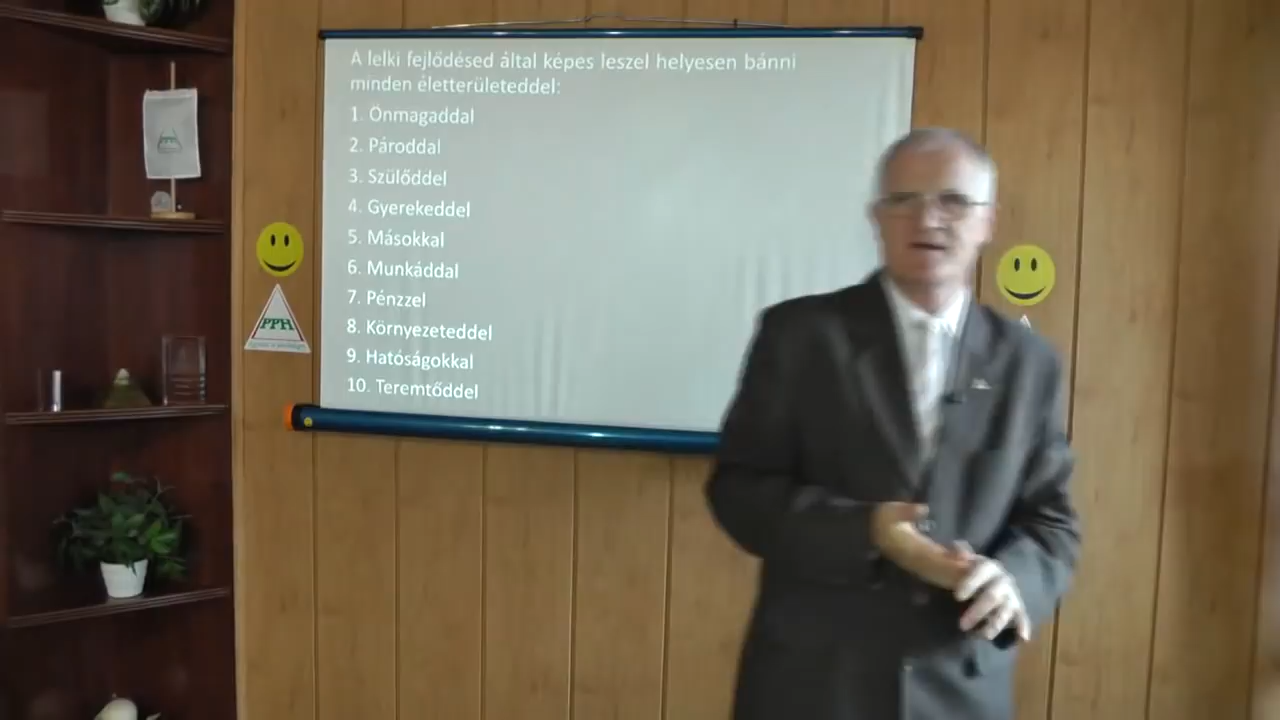 A lelki fejlődésed által képes leszel helyesen bánni
minden életterületeddel:
1. Önmagaddal
2. Pároddal
3. Szülőddel
4. Gyerekeddel
5. Másokkal
6. Munkáddal
7. Pénzzel
8. Környezeteddel
9. Hatóságokkal
10. Teremtőddel
PPH